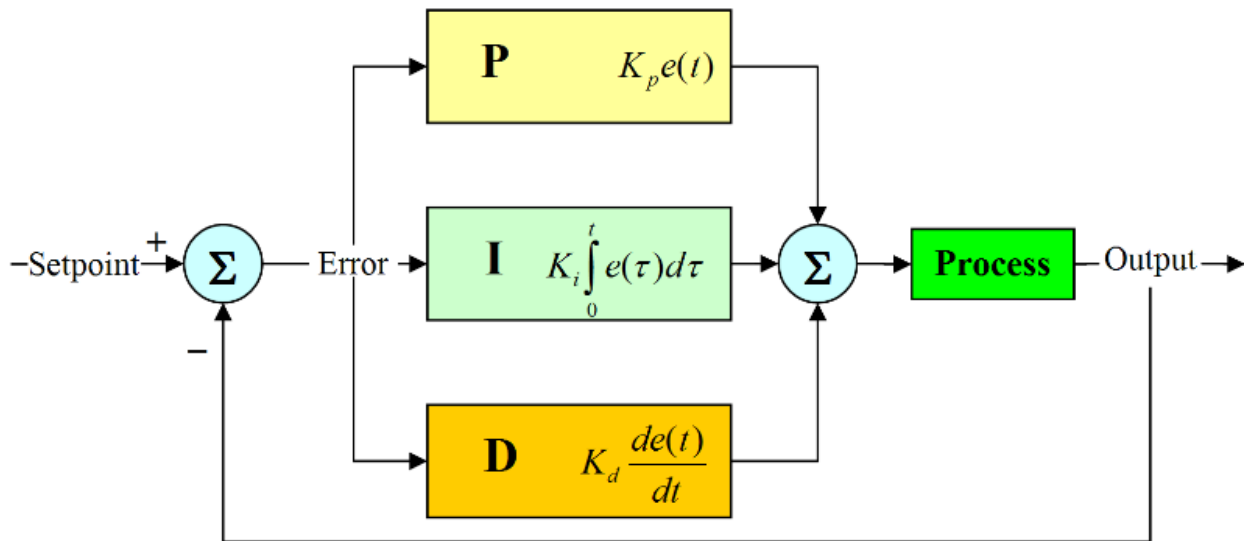 P K_p e(t)
Setpoint
+
Σ
−
Error
I K_i ∫_0^t e(τ)dτ
Σ
Process
Output
D K_d de(t)/dt